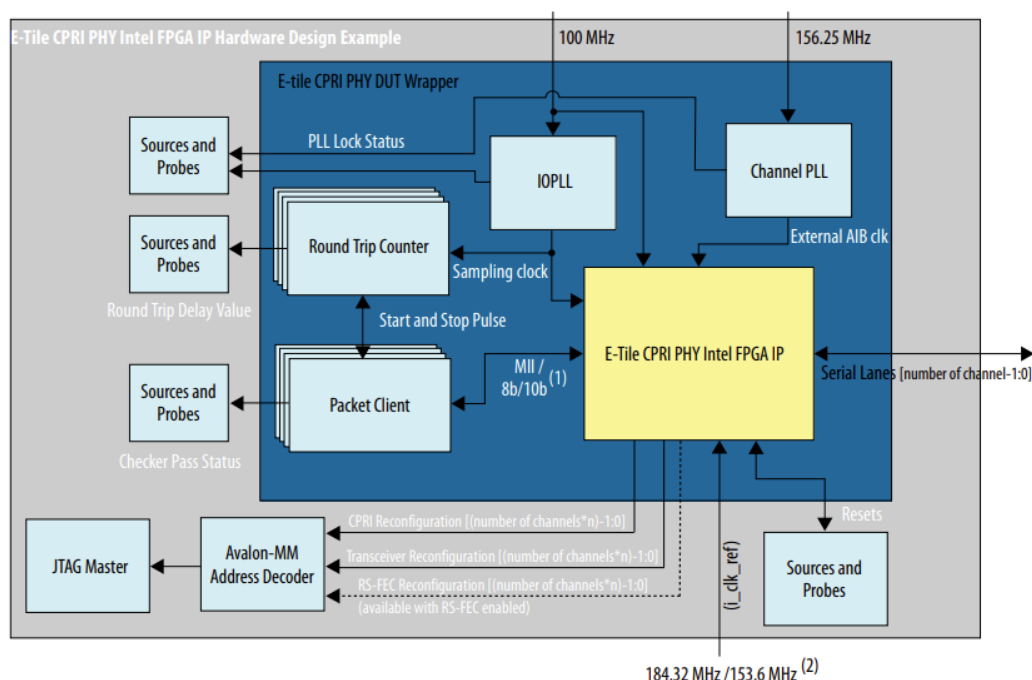 E-Tile CPRI PHY Intel FPGA IP Hardware Design Example
100 MHz
156.25 MHz
E-tile CPRI PHY DUT Wrapper
Sources and
Probes
PLL Lock Status
IOPLL
Channel PLL
Sources and
Probes
Round Trip Counter
External AIB clk
Sampling clock
Round Trip Delay Value
Start and Stop Pulse
E-Tile CPRI PHY Intel FPGA IP
MII /
8b/10b (1)
Serial Lanes [number of channel-1:0]
Sources and
Probes
Packet Client
Checker Pass Status
Resets
CPRI Reconfiguration [(number of channels*n)-1:0]
JTAG Master
Avalon-MM
Address Decoder
Transceiver Reconfiguration [(number of channels*n)-1:0]
RS-FEC Reconfiguration [(number of channels*n)-1:0]
(available with RS-FEC enabled)
(i_clk_ref)
Sources and
Probes
184.32 MHz /153.6 MHz (2)